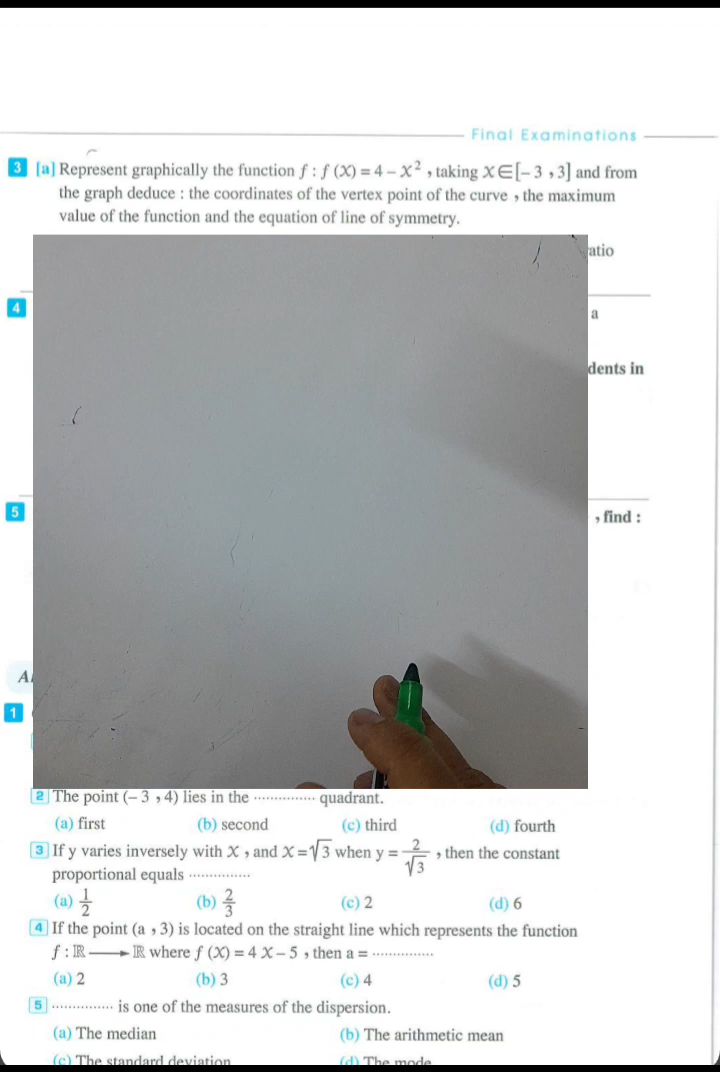 Final Examinations
3 [a] Represent graphically the function f : f (X) = 4 – X² , taking X ∈ [– 3 , 3] and from
the graph deduce : the coordinates of the vertex point of the curve , the maximum
value of the function and the equation of line of symmetry.
atio
4
a
dents in
5
, find :
1
2 The point (– 3 , 4) lies in the ............... quadrant.
(a) first (b) second (c) third (d) fourth
3 If y varies inversely with X , and X = √3 when y = 2/√3 , then the constant
proportional equals ...............
(a) 1/2 (b) 2/3 (c) 2 (d) 6
4 If the point (a , 3) is located on the straight line which represents the function
f : ℝ ⟶ ℝ where f (X) = 4 X – 5 , then a = ...............
(a) 2 (b) 3 (c) 4 (d) 5
5 ............... is one of the measures of the dispersion.
(a) The median (b) The arithmetic mean
(c) The standard deviation (d) The mode